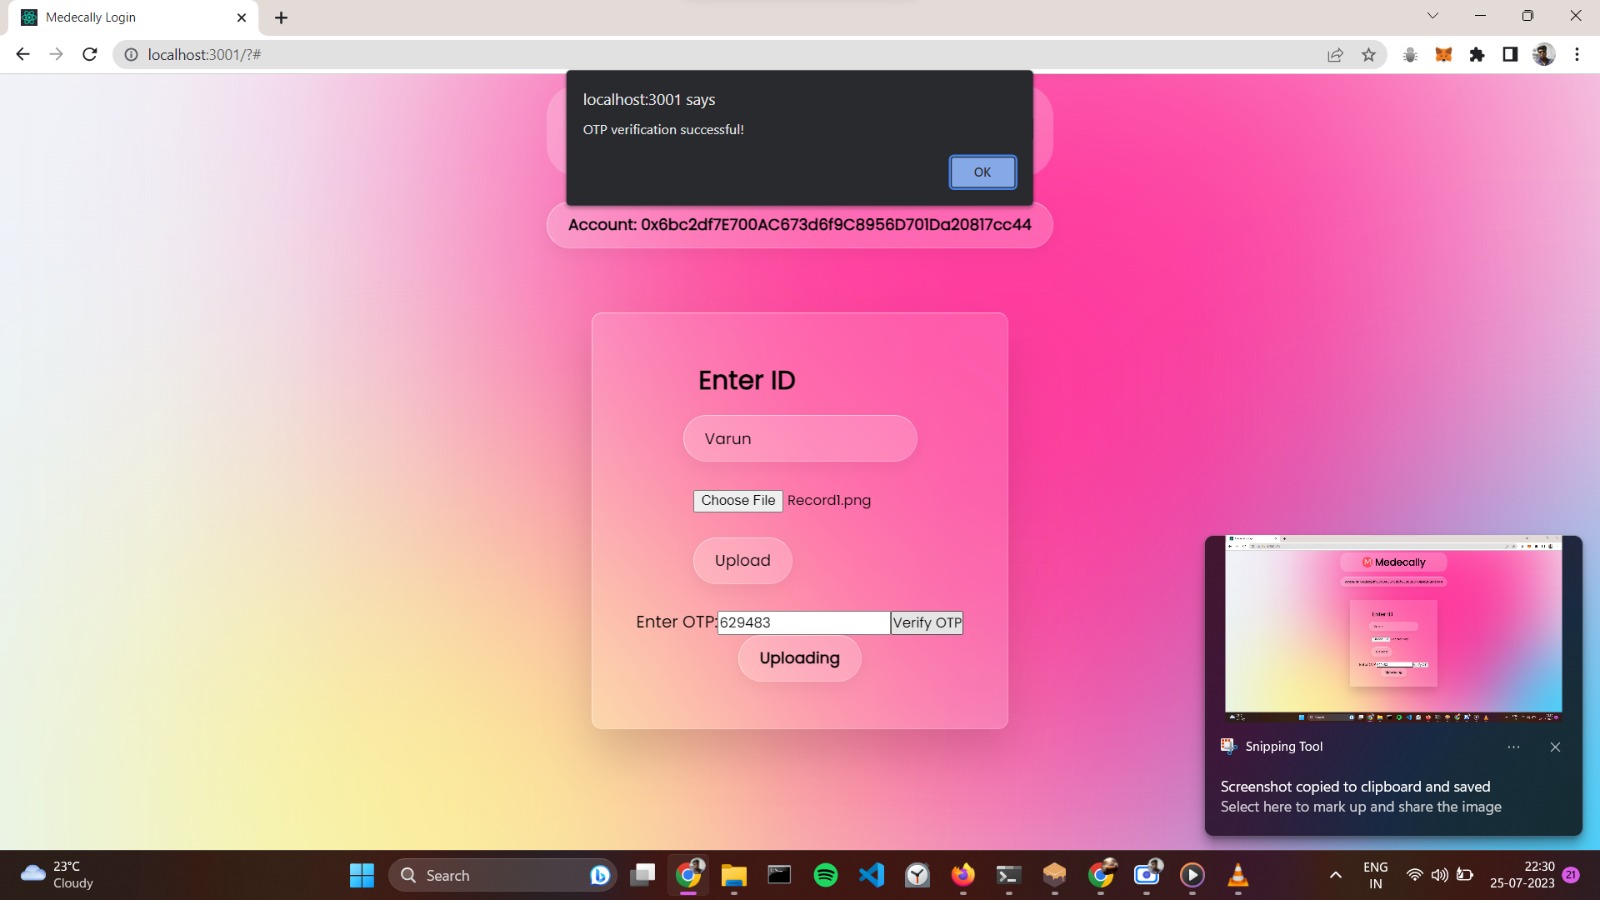 Medecally Login
localhost:3001/?#
localhost:3001 says
OTP verification successful!
OK
Account: 0x6bc2df7E700AC673d6f9C8956D701Da20817cc44
Enter ID
Varun
Choose File Record1.png
Upload
Enter OTP: 629483 Verify OTP
Uploading
M Medecally
Enter ID
Snipping Tool
Screenshot copied to clipboard and saved
Select here to mark up and share the image
23°C
Cloudy
Search
ENG
IN
22:30
25-07-2023
21